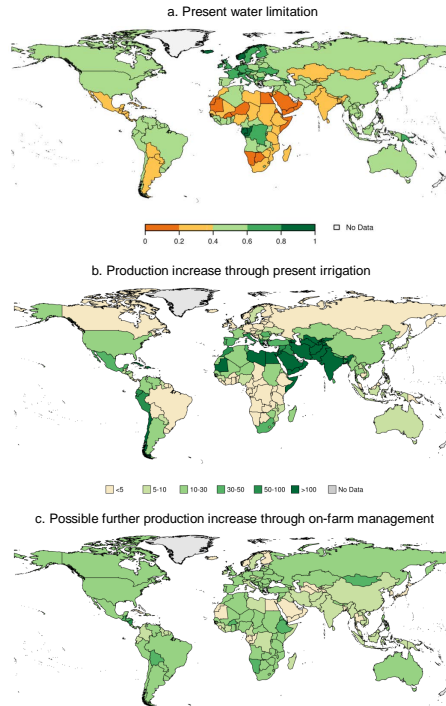 a. Present water limitation
0 0.2 0.4 0.6 0.8 1 No Data
b. Production increase through present irrigation
<5 5-10 10-30 30-50 50-100 >100 No Data
c. Possible further production increase through on-farm management